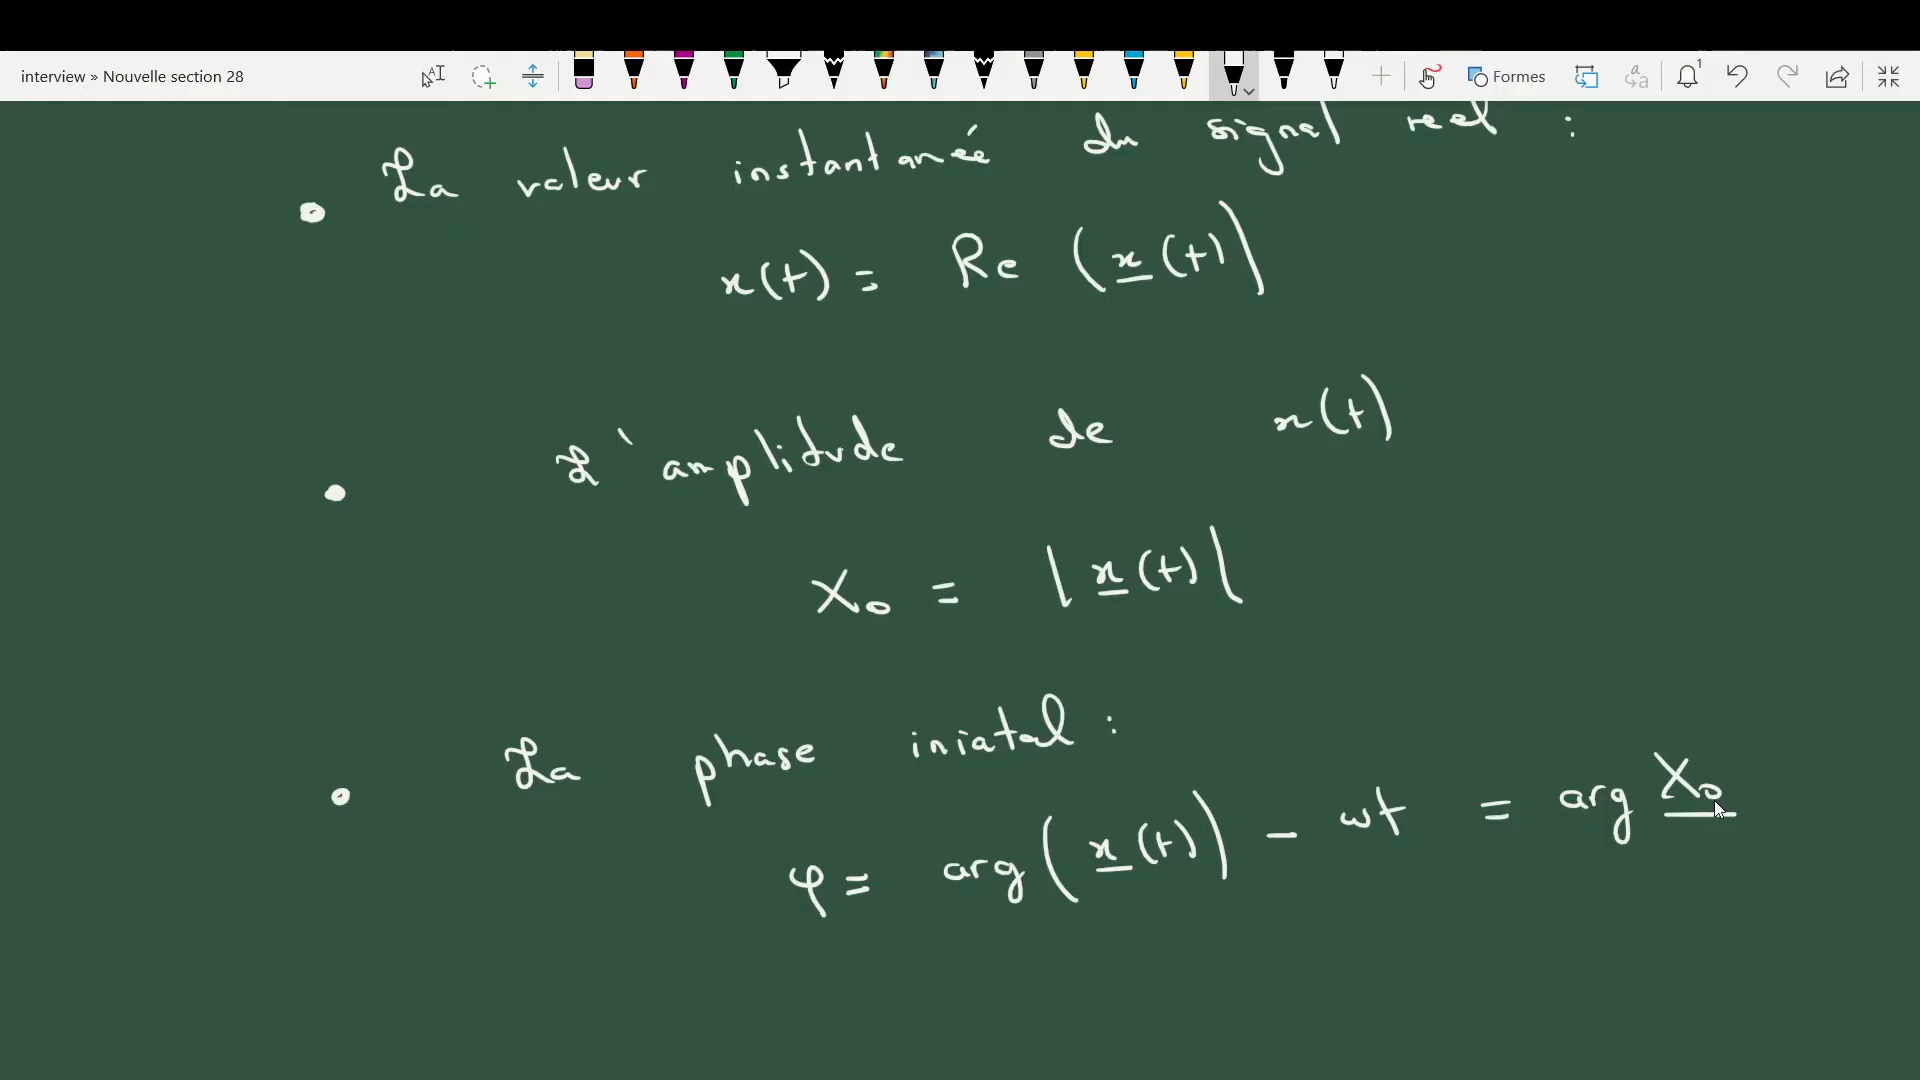 interview » Nouvelle section 28
Formes
1
La valeur instantanée du signal reel :
x(t) = Re (x(t))
L'amplitude de x(t)
X₀ = |x(t)|
La phase iniatal :
φ = arg(x(t)) - ωt = arg X₀